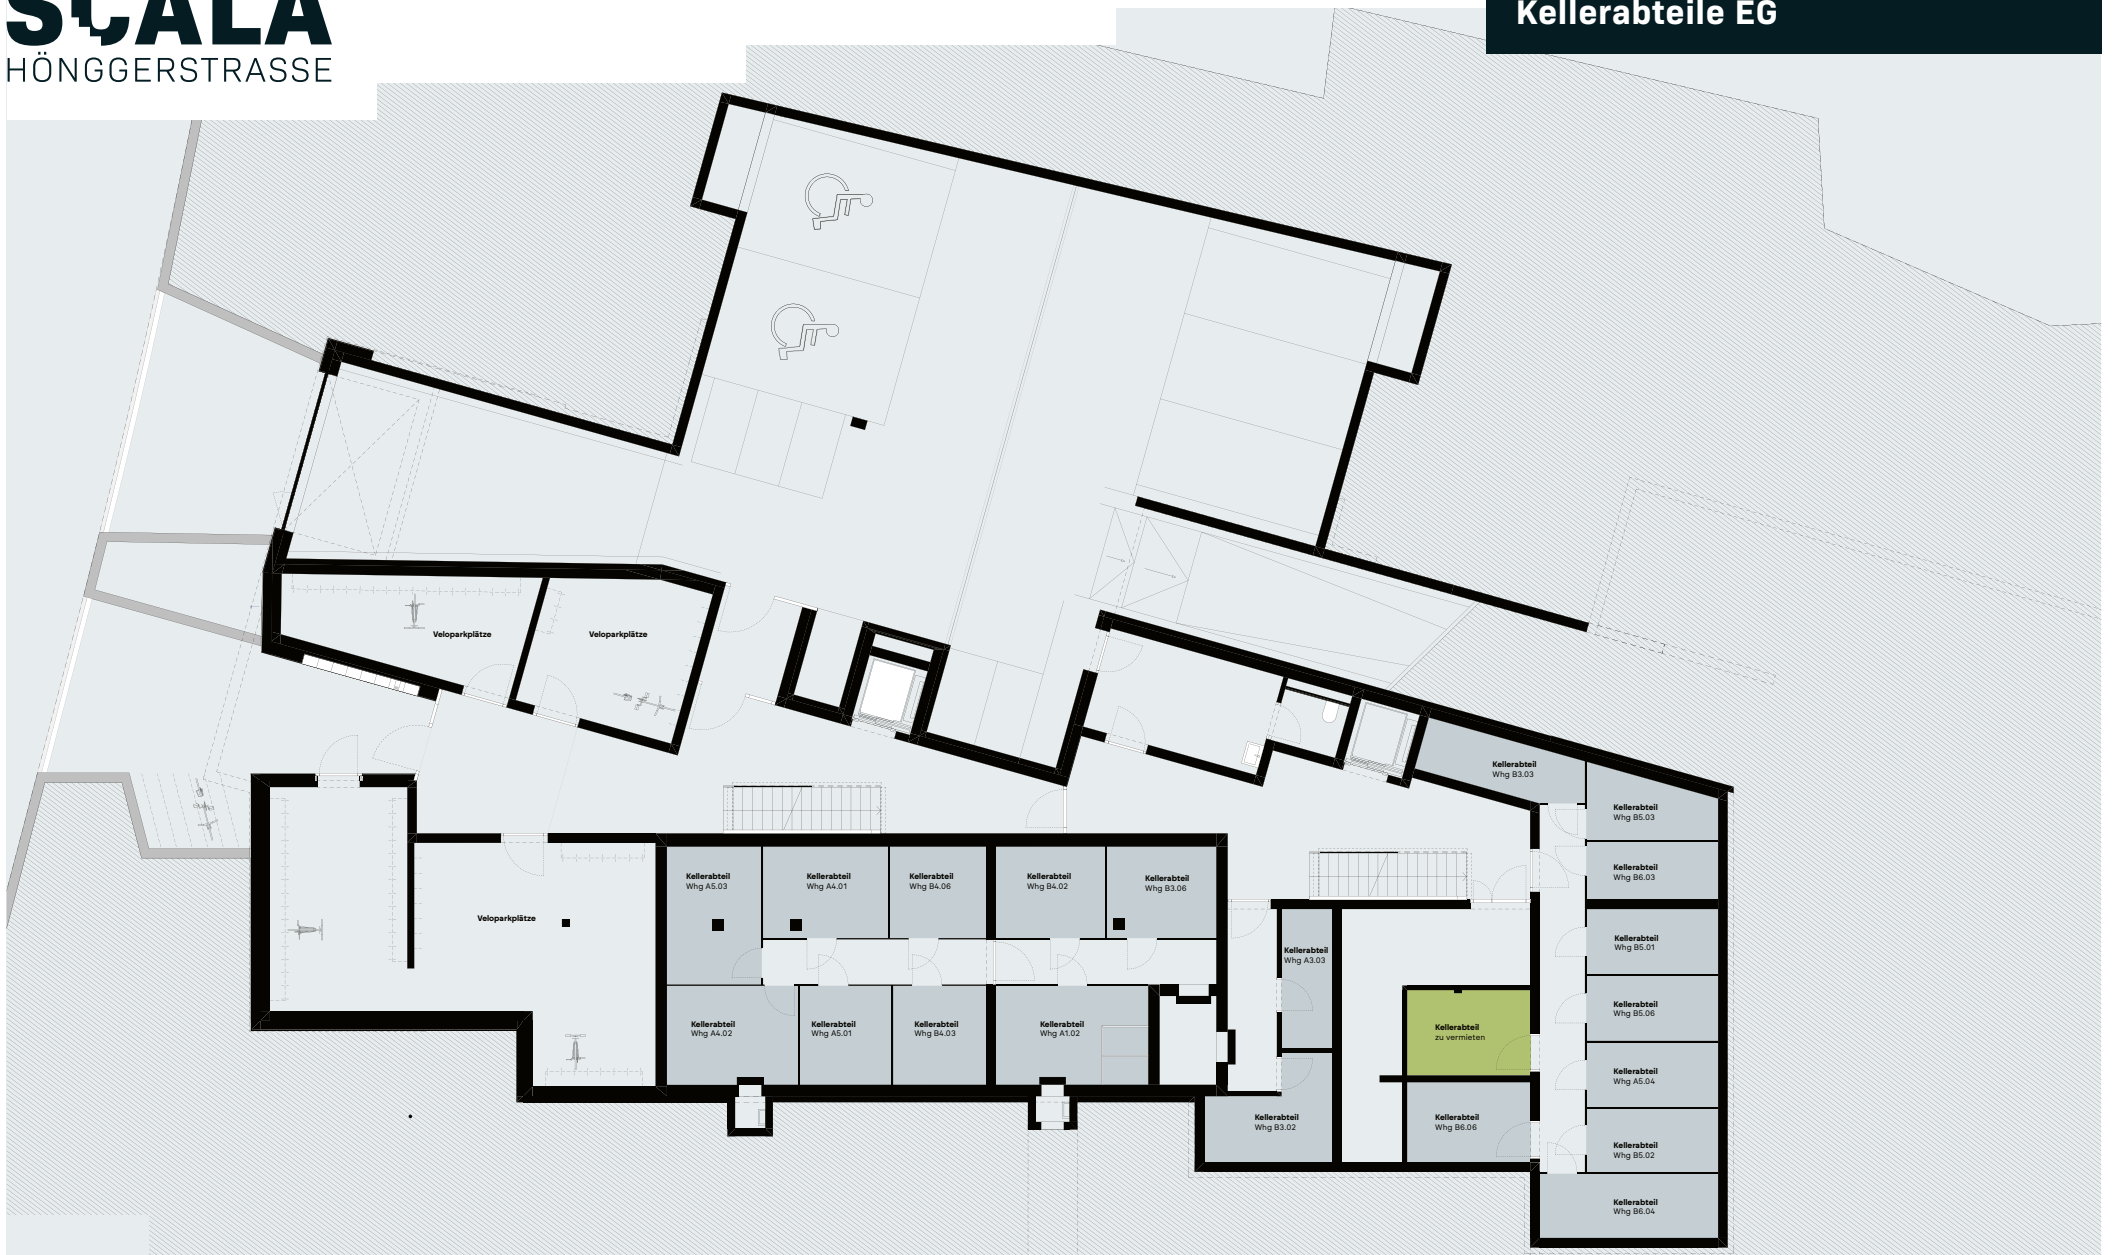 SCALA
HÖNGGERSTRASSE
Kellerabteile EG
Veloparkplätze
Veloparkplätze
Kellerabteil
Whg B3.03
Kellerabteil
Whg B5.03
Kellerabteil
Whg B6.03
Kellerabteil
Whg A5.03
Kellerabteil
Whg A4.01
Kellerabteil
Whg B4.06
Kellerabteil
Whg B4.02
Kellerabteil
Whg B3.06
Veloparkplätze
Kellerabteil
Whg A3.03
Kellerabteil
Whg B5.01
Kellerabteil
Whg B5.06
Kellerabteil
Whg A4.02
Kellerabteil
Whg A5.01
Kellerabteil
Whg B4.03
Kellerabteil
Whg A1.02
Kellerabteil
zu vermieten
Kellerabteil
Whg A5.04
Kellerabteil
Whg B3.02
Kellerabteil
Whg B6.06
Kellerabteil
Whg B5.02
Kellerabteil
Whg B6.04